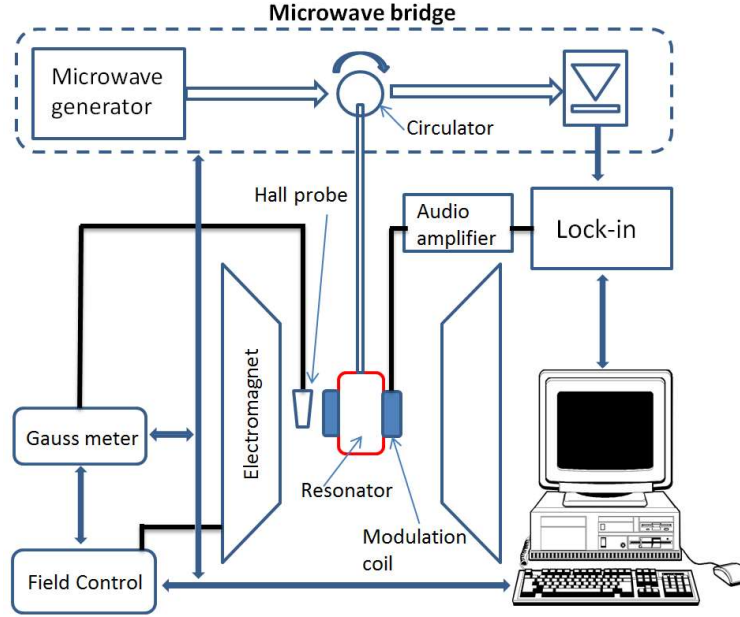 Microwave bridge
Microwave
generator
Circulator
Hall probe
Audio
amplifier
Lock-in
Electromagnet
Gauss meter
Resonator
Modulation
coil
Field Control